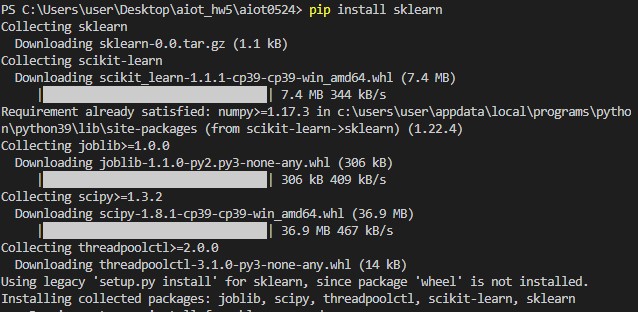 PS C:\Users\user\Desktop\aiot_hw5\aiot0524> pip install sklearn
Collecting sklearn
Downloading sklearn-0.0.tar.gz (1.1 kB)
Collecting scikit-learn
Downloading scikit_learn-1.1.1-cp39-cp39-win_amd64.whl (7.4 MB)
| | 7.4 MB 344 kB/s
Requirement already satisfied: numpy>=1.17.3 in c:\users\user\appdata\local\programs\pytho
n\python39\lib\site-packages (from scikit-learn->sklearn) (1.22.4)
Collecting joblib>=1.0.0
Downloading joblib-1.1.0-py2.py3-none-any.whl (306 kB)
| | 306 kB 409 kB/s
Collecting scipy>=1.3.2
Downloading scipy-1.8.1-cp39-cp39-win_amd64.whl (36.9 MB)
| | 36.9 MB 467 kB/s
Collecting threadpoolctl>=2.0.0
Downloading threadpoolctl-3.1.0-py3-none-any.whl (14 kB)
Using legacy 'setup.py install' for sklearn, since package 'wheel' is not installed.
Installing collected packages: joblib, scipy, threadpoolctl, scikit-learn, sklearn